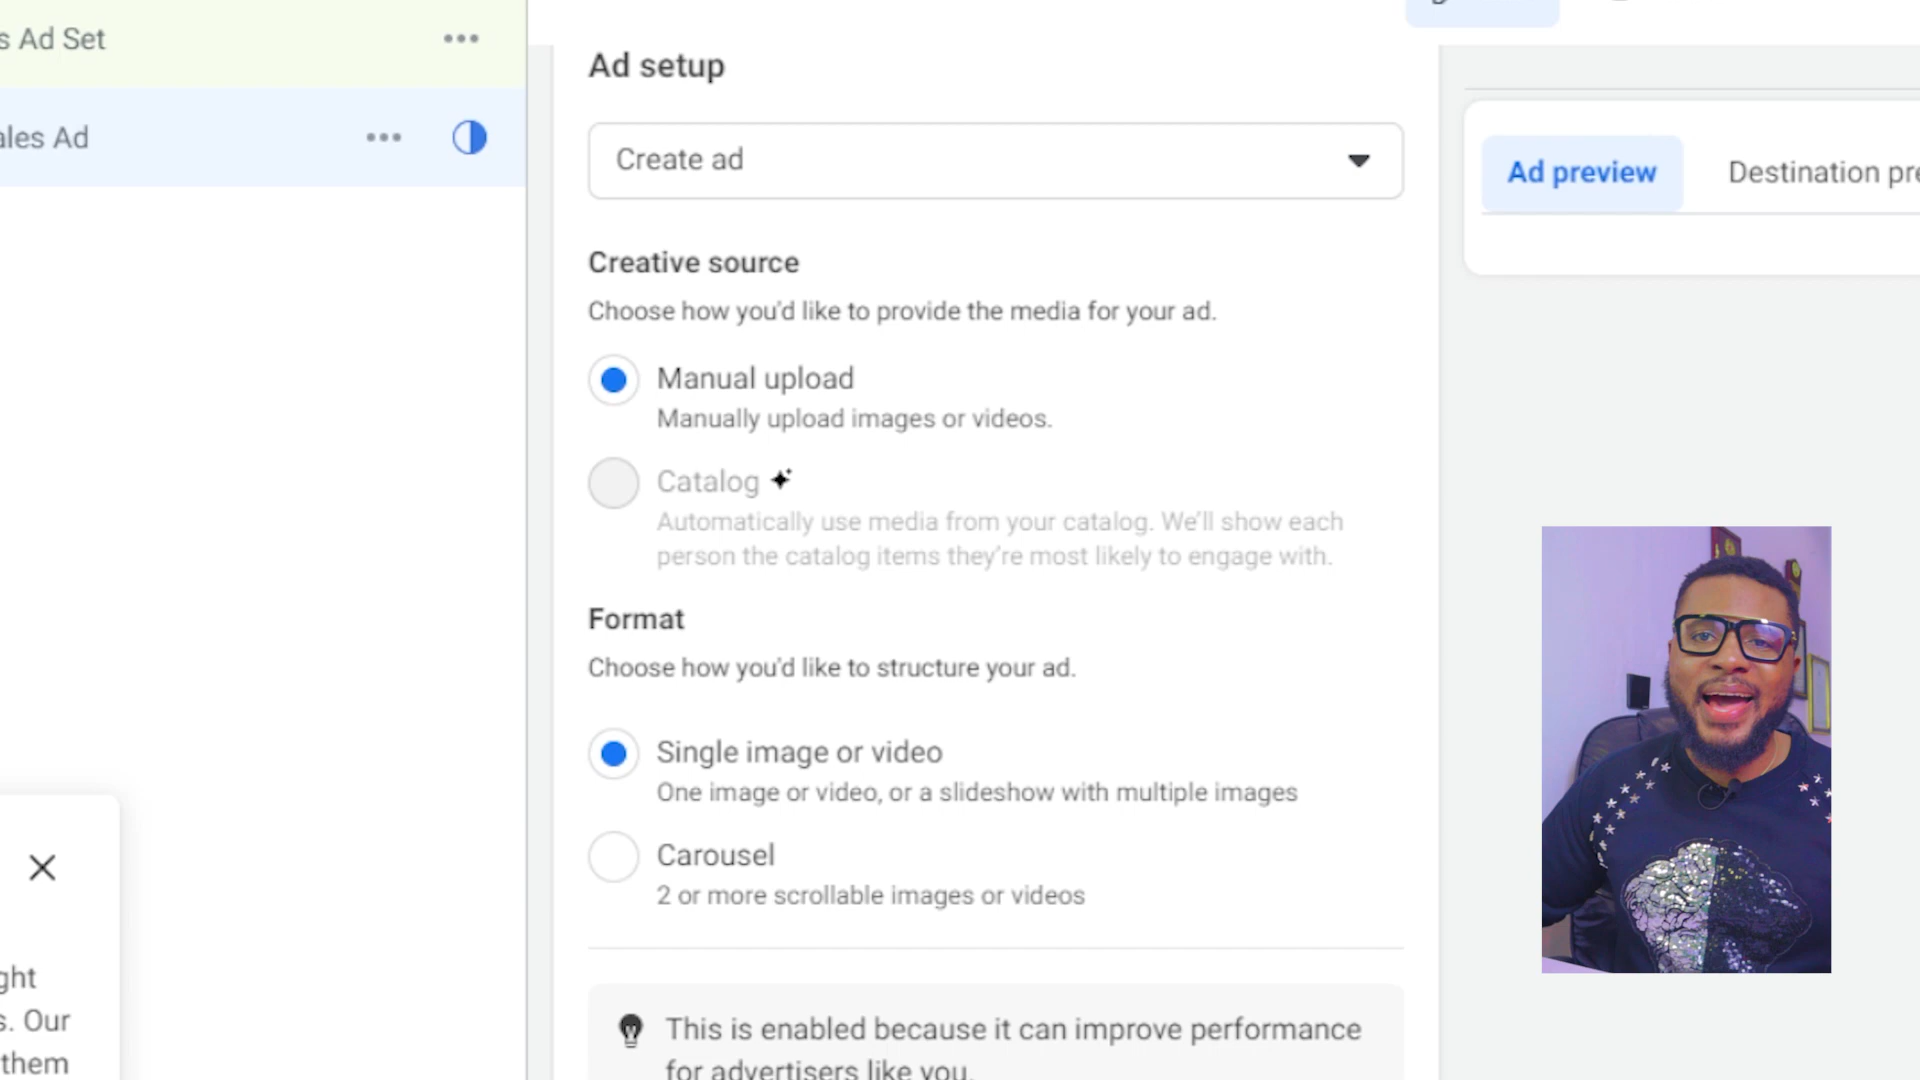 s Ad Set
ales Ad
Ad setup
Create ad
Creative source
Choose how you'd like to provide the media for your ad.
Manual upload
Manually upload images or videos.
Catalog
Automatically use media from your catalog. We'll show each
person the catalog items they're most likely to engage with.
Format
Choose how you'd like to structure your ad.
Single image or video
One image or video, or a slideshow with multiple images
Carousel
2 or more scrollable images or videos
This is enabled because it can improve performance
for advertisers like you.
Ad preview
Destination pre
ght
s. Our
them